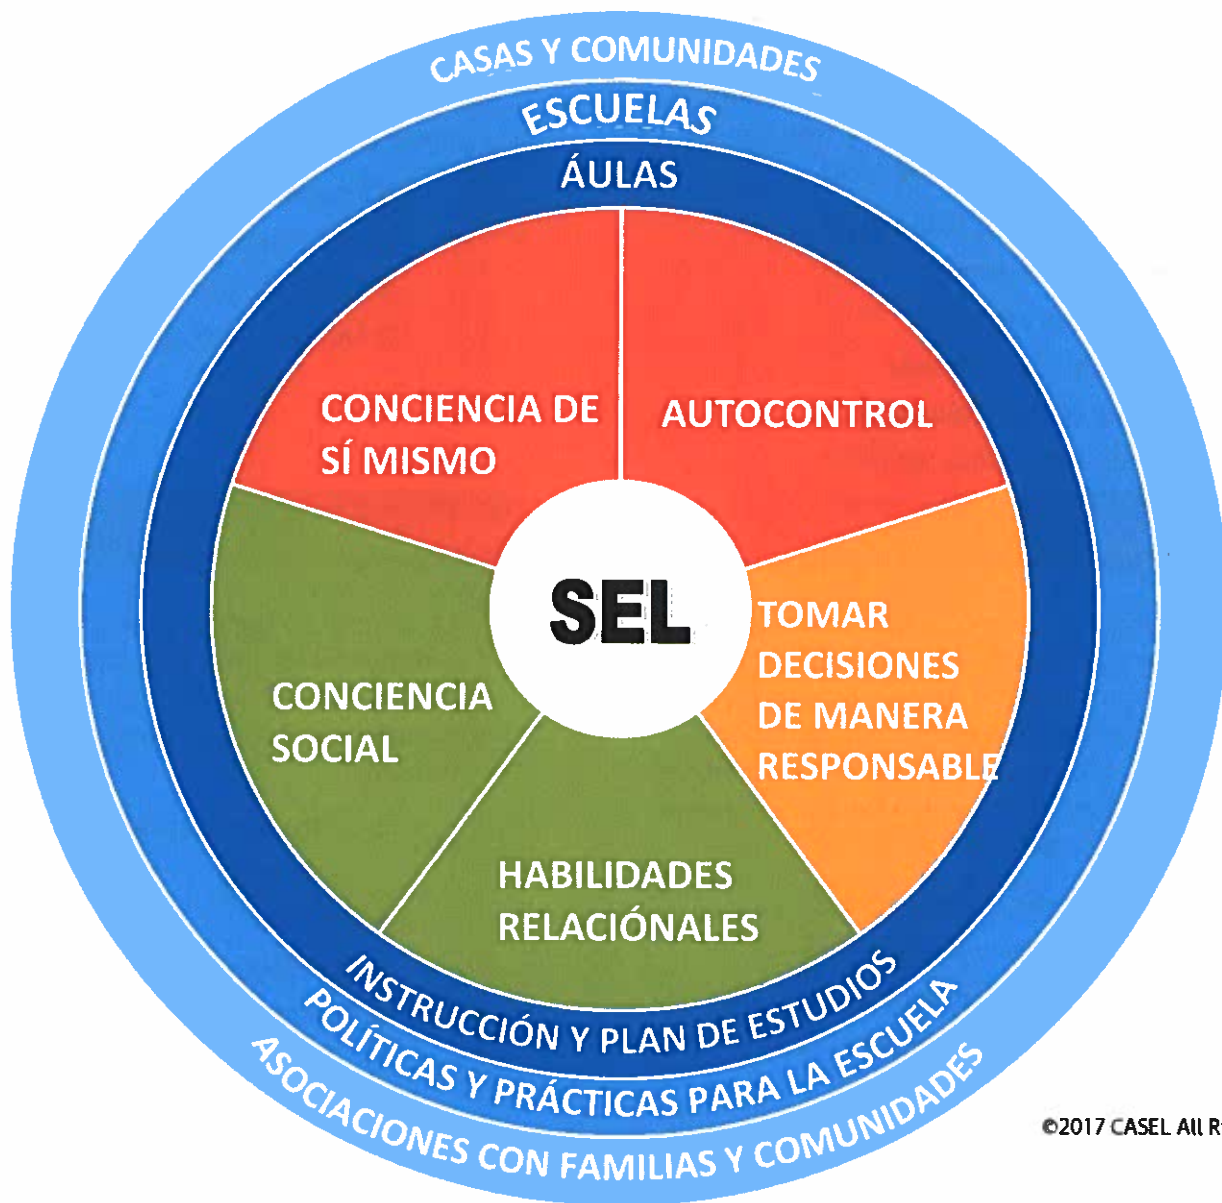 CASAS Y COMUNIDADES
ESCUELAS
ÁULAS
CONCIENCIA DE
SÍ MISMO
AUTOCONTROL
SEL
TOMAR
DECISIONES
DE MANERA
RESPONSABLE
CONCIENCIA
SOCIAL
HABILIDADES
RELACIÓNALES
INSTRUCCIÓN Y PLAN DE ESTUDIOS
POLÍTICAS Y PRÁCTICAS PARA LA ESCUELA
ASOCIACIONES CON FAMILIAS Y COMUNIDADES
©2017 CASEL All R